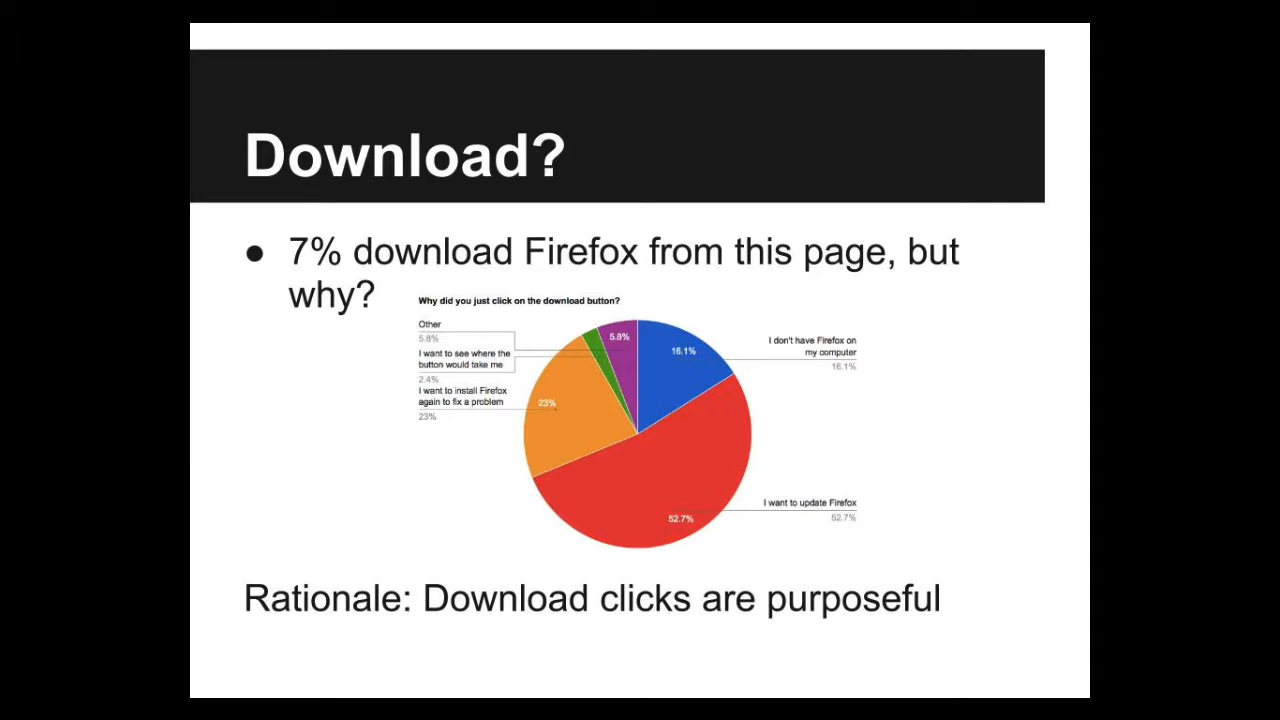 Download?
● 7% download Firefox from this page, but
why?
Why did you just click on the download button?
Other
5.8%
I want to see where the
button would take me
2.4%
I want to install Firefox
again to fix a problem
23%
5.8%
16.1%
23%
52.7%
I don't have Firefox on
my computer
16.1%
I want to update Firefox
52.7%
Rationale: Download clicks are purposeful